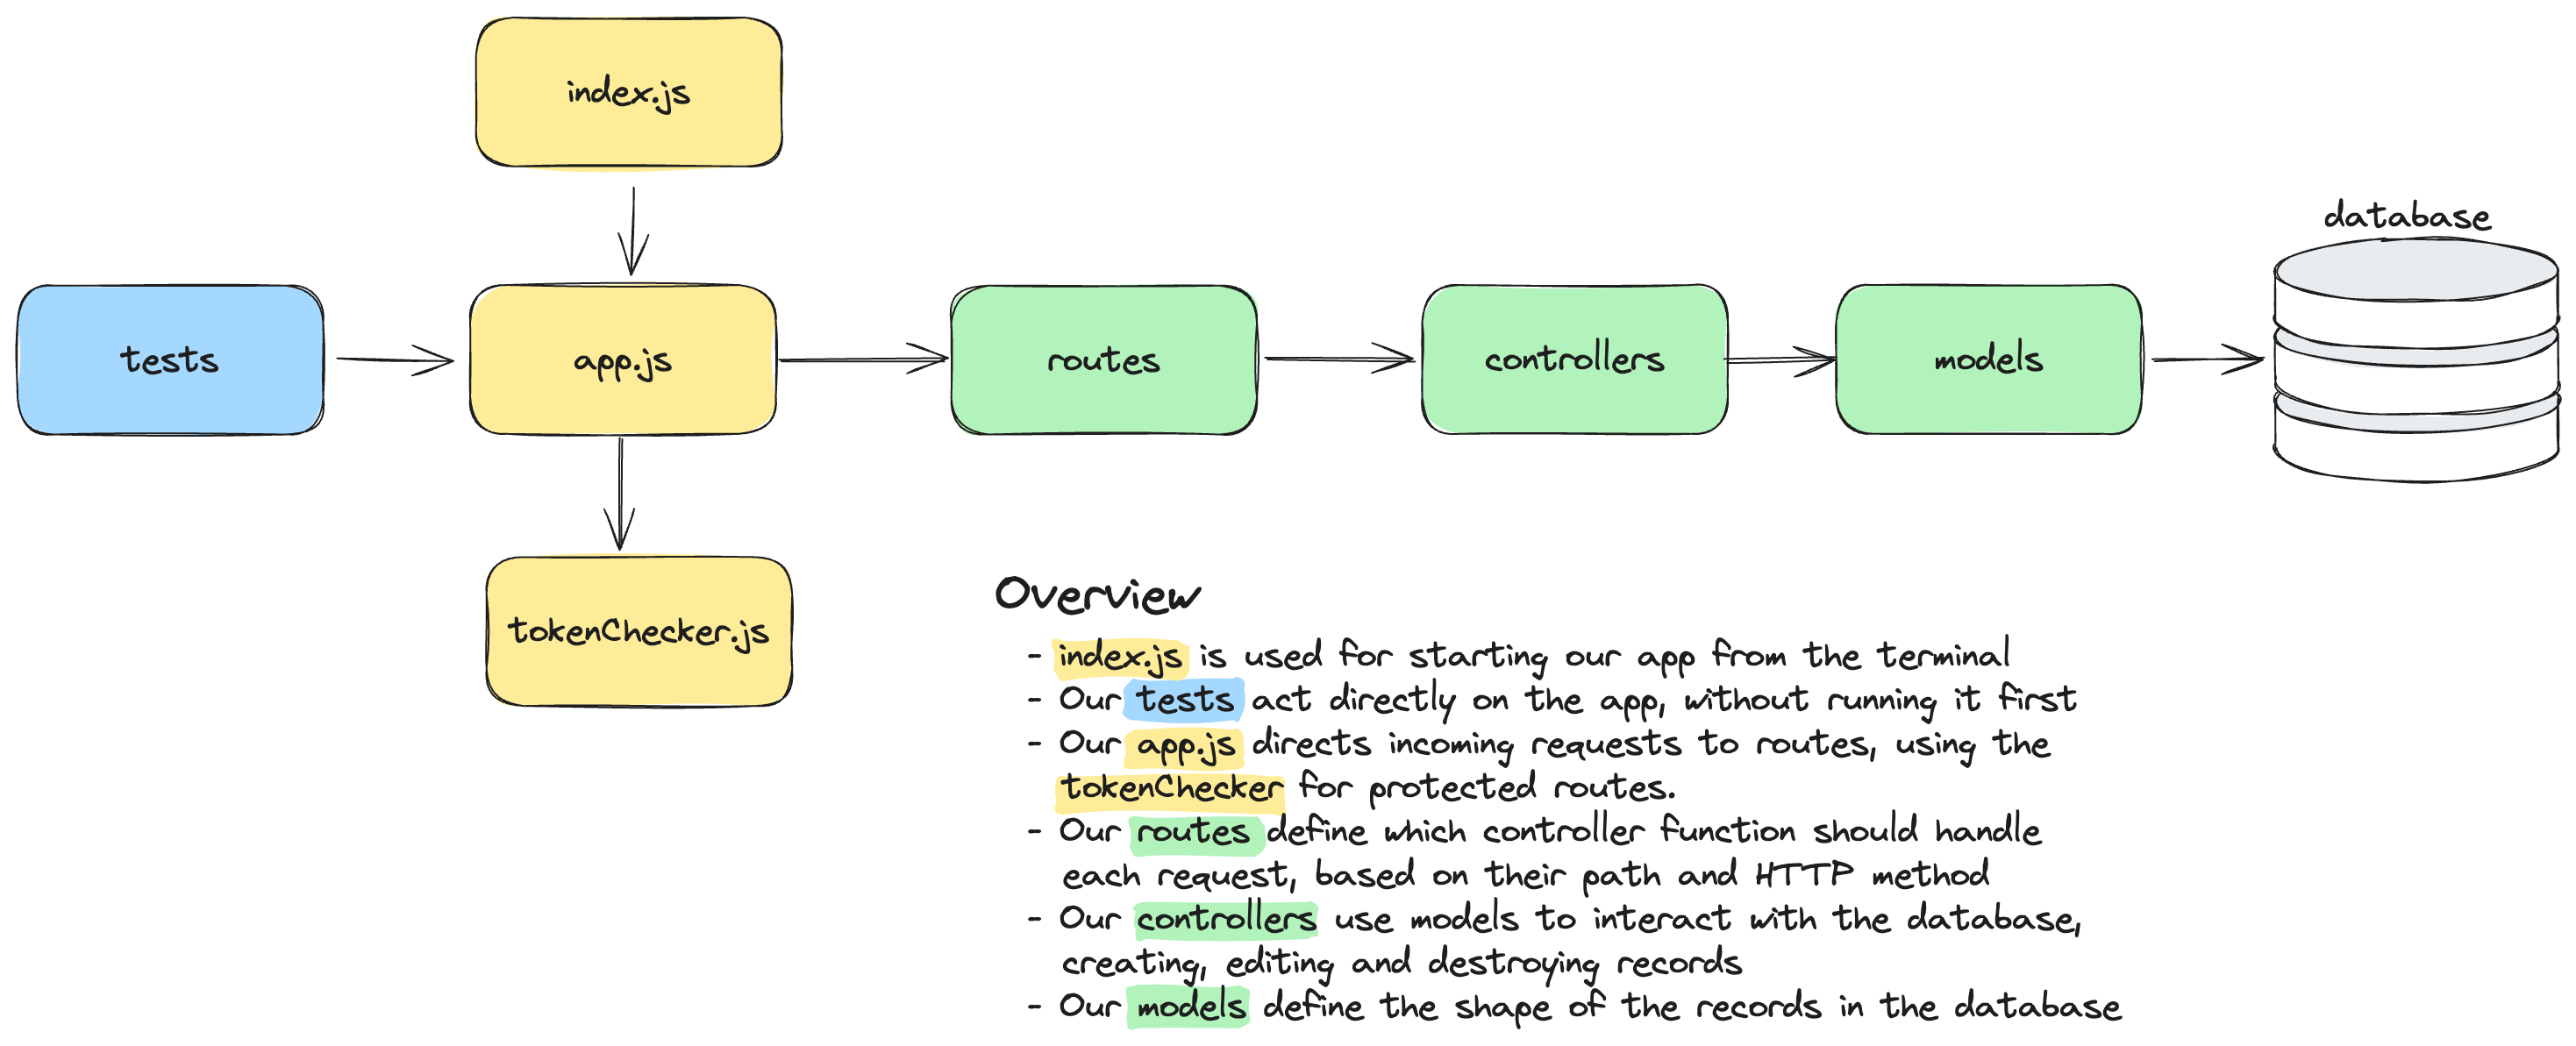 index.js
database
tests
app.js
routes
controllers
models
tokenChecker.js
Overview
- index.js is used for starting our app from the terminal
- Our tests act directly on the app, without running it first
- Our app.js directs incoming requests to routes, using the
tokenChecker for protected routes.
- Our routes define which controller function should handle
each request, based on their path and HTTP method
- Our controllers use models to interact with the database,
creating, editing and destroying records
- Our models define the shape of the records in the database